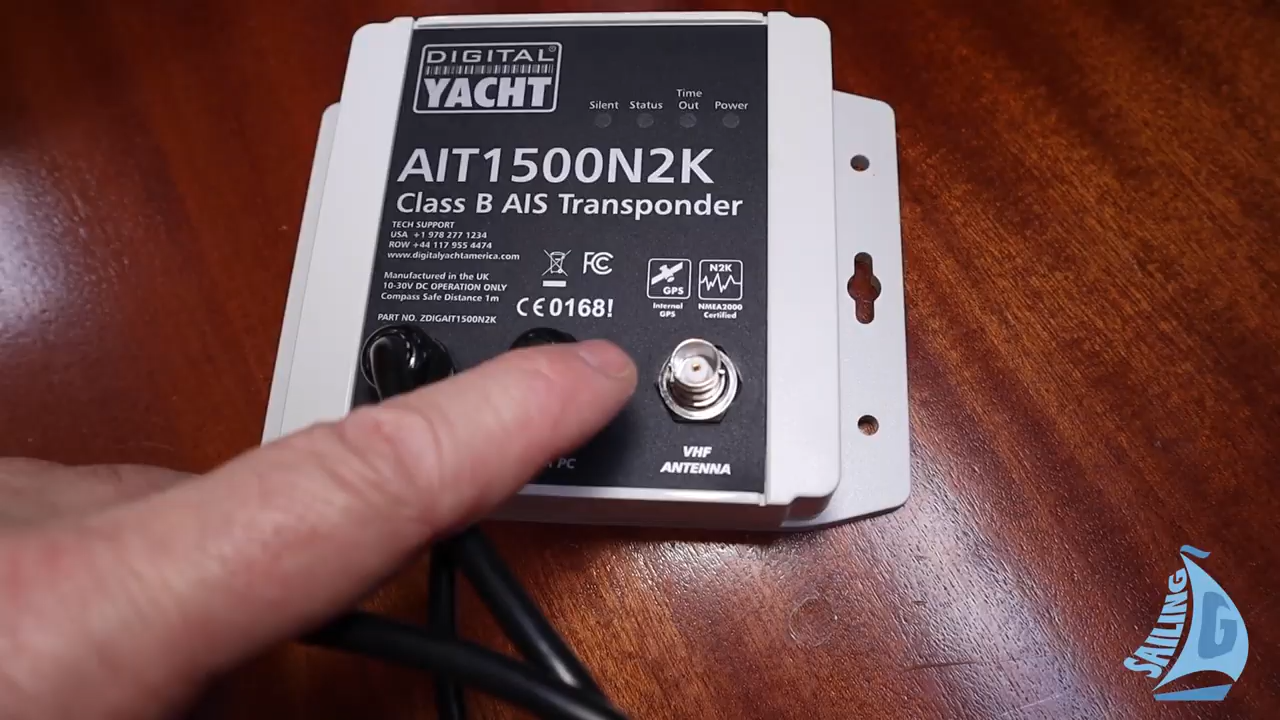 DIGITAL
YACHT
Silent Status Time Out Power
AIT1500N2K
Class B AIS Transponder
TECH SUPPORT
USA +1 978 277 1234
ROW +44 117 955 4474
www.digitalyachtamerica.com
Manufactured in the UK
10-30V DC OPERATION ONLY
Compass Safe Distance 1m
PART NO. ZDIGAIT1500N2K
FC
CE0168!
GPS
Internal
GPS
N2K
NMEA2000
Certified
PC
VHF
ANTENNA
SAILING
G